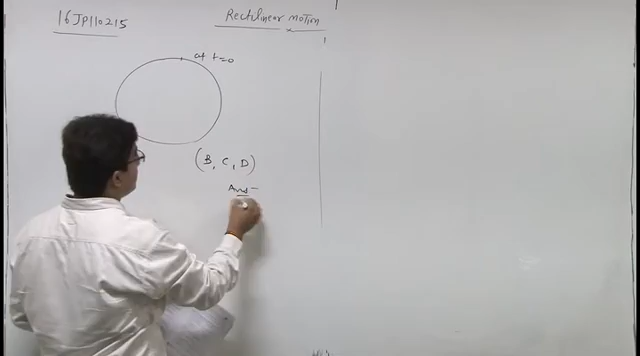 16JP110215
Rectilinear motion
at t=0
(B, C, D)
Ans -